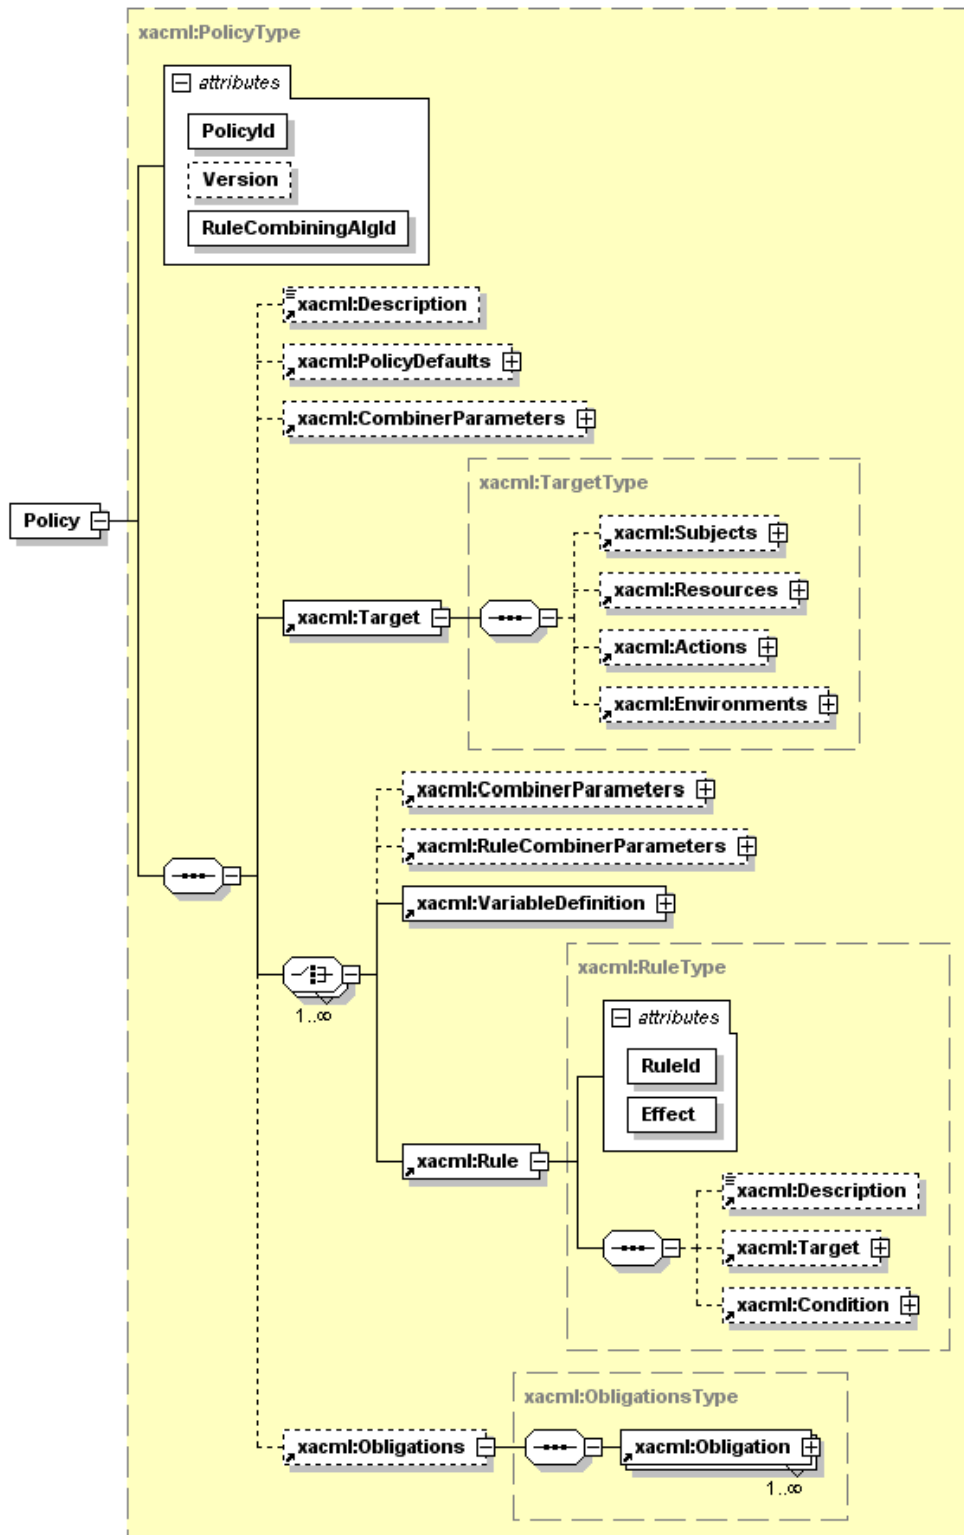 xacml:PolicyType
attributes
PolicyId
Version
RuleCombiningAlgId
xacml:Description
xacml:PolicyDefaults
xacml:CombinerParameters
xacml:TargetType
Policy
xacml:Subjects
xacml:Resources
xacml:Target
xacml:Actions
xacml:Environments
xacml:CombinerParameters
xacml:RuleCombinerParameters
xacml:VariableDefinition
xacml:RuleType
1..∞
attributes
RuleId
Effect
xacml:Rule
xacml:Description
xacml:Target
xacml:Condition
xacml:ObligationsType
xacml:Obligations
xacml:Obligation
1..∞